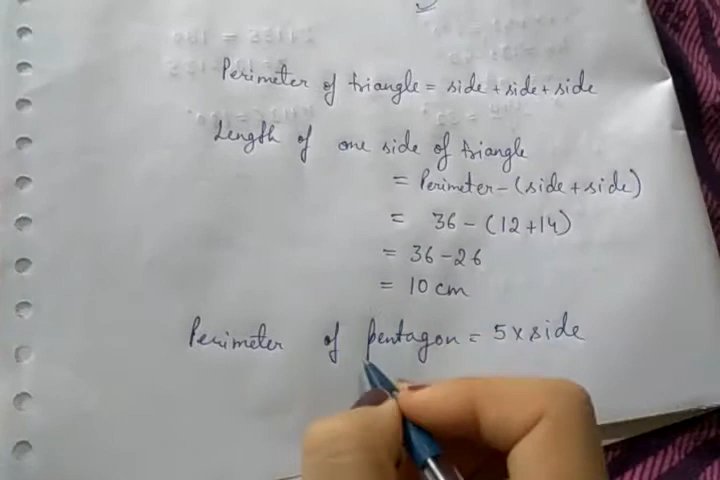 Perimeter of triangle = side + side + side
Length of one side of triangle
= Perimeter - (side + side)
= 36 - (12+14)
= 36 - 26
= 10 cm
Perimeter of pentagon = 5 x side